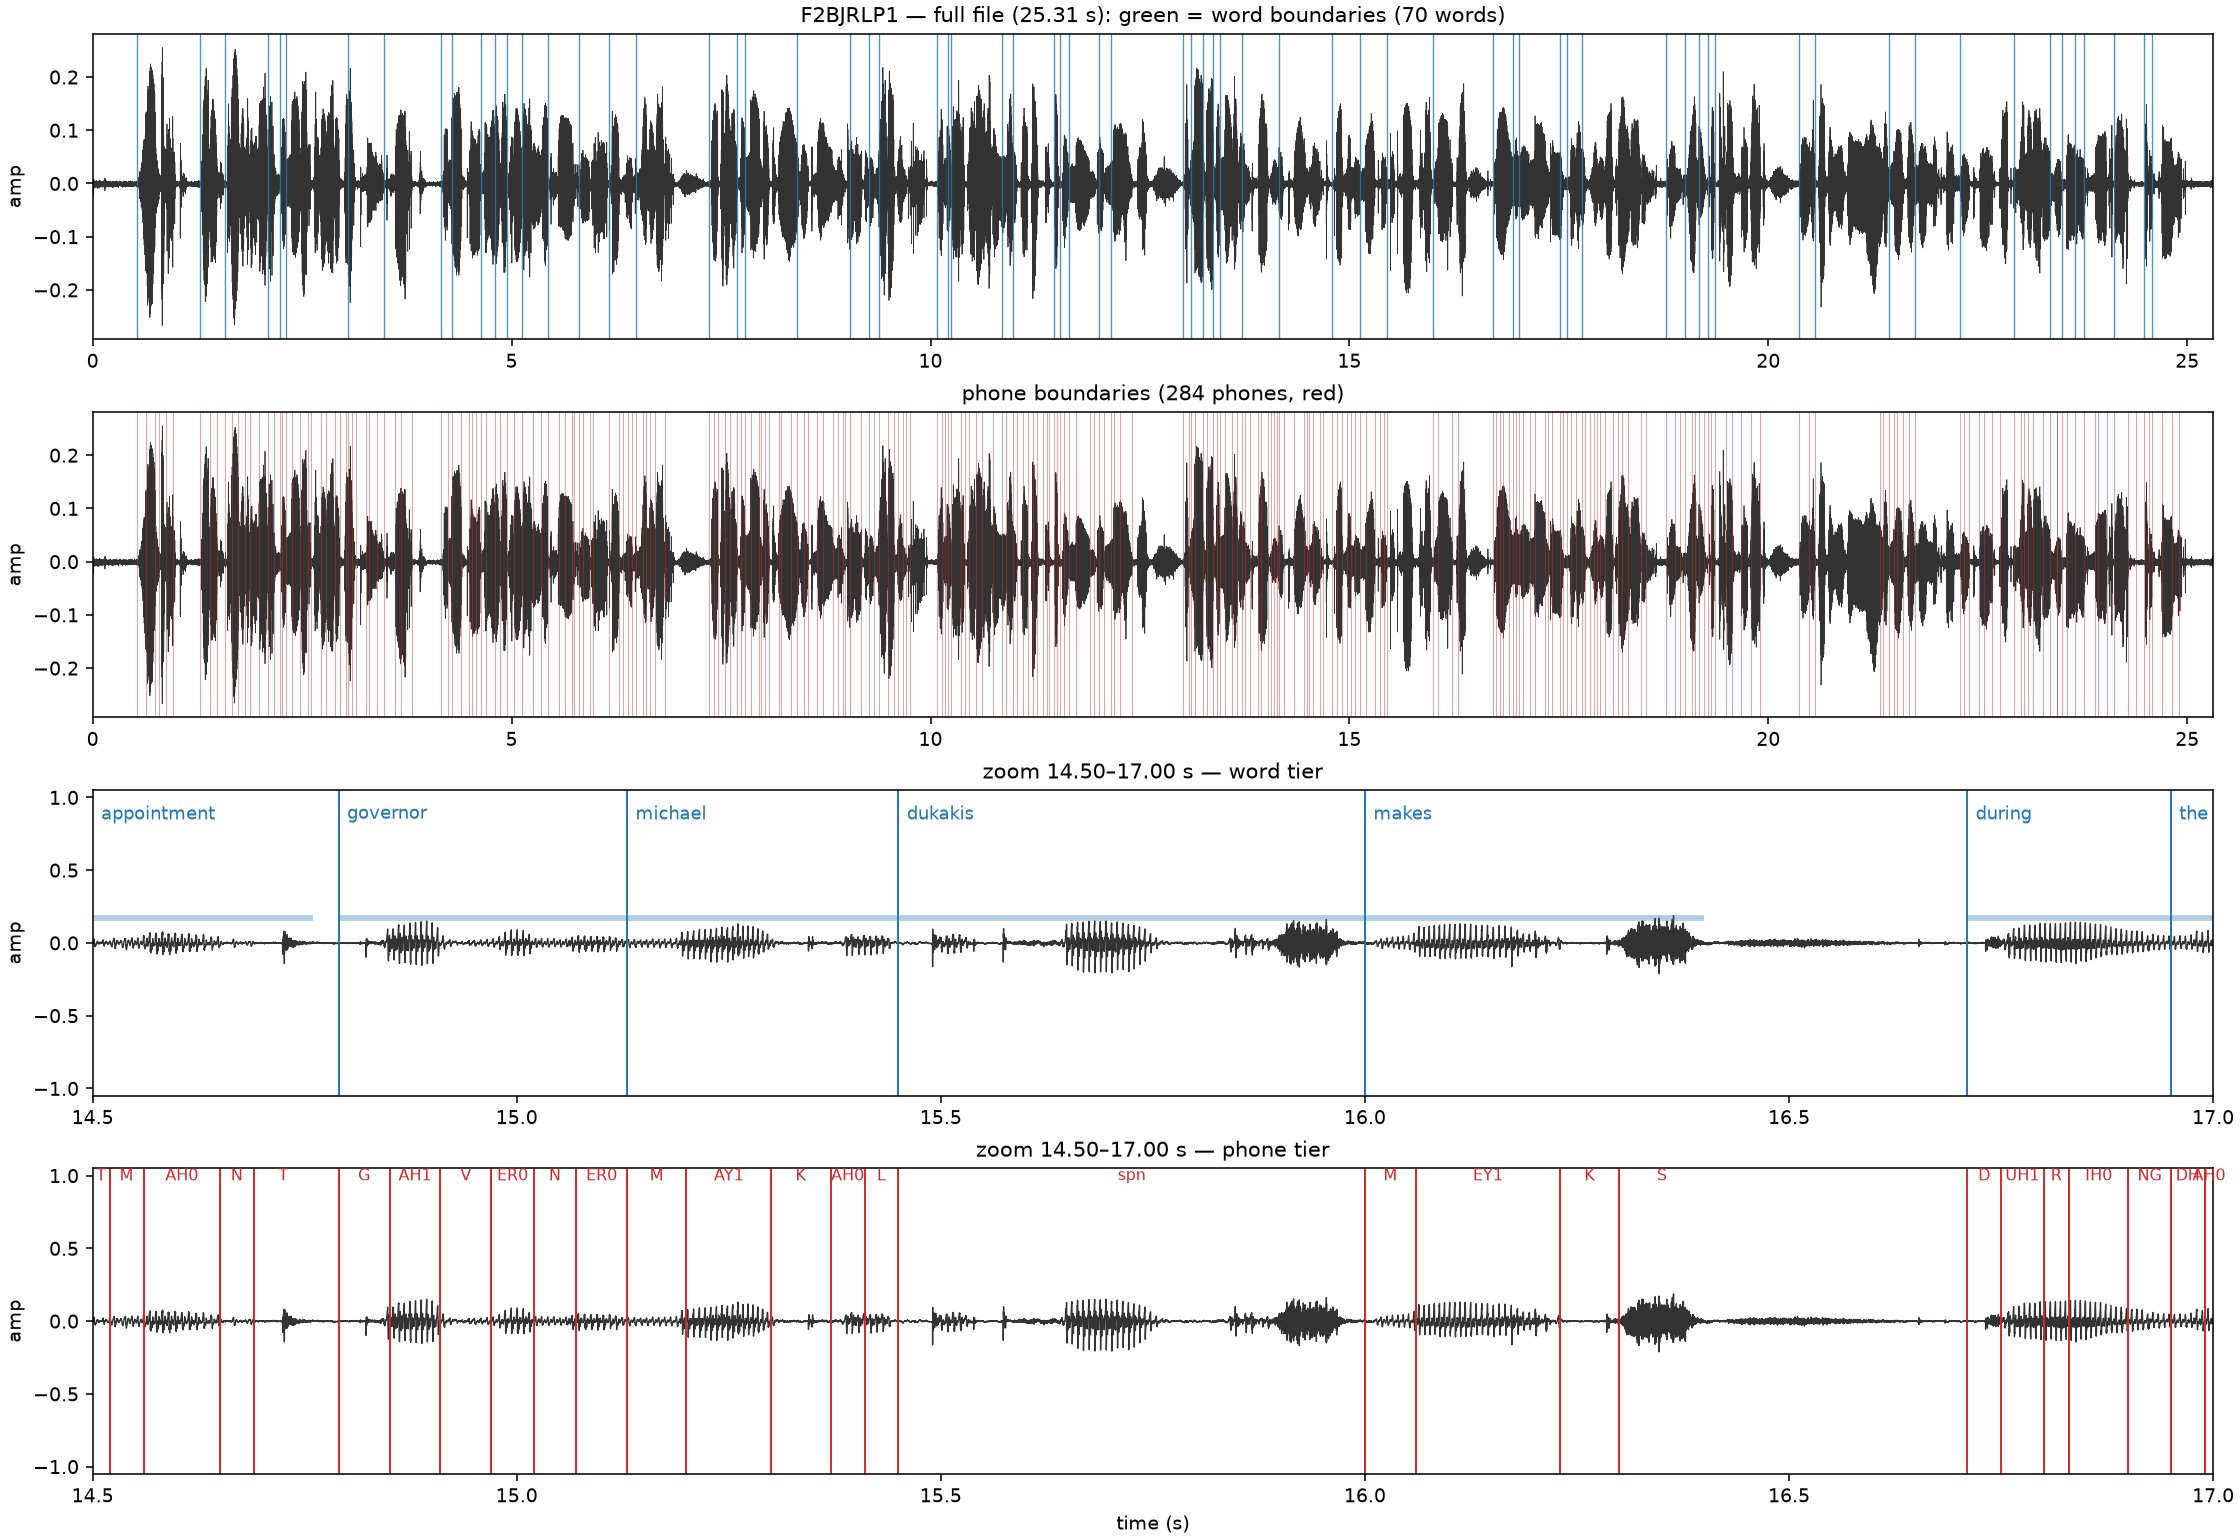 F2BJRLP1 — full file (25.31 s): green = word boundaries (70 words)
0.2
0.1
0.0
−0.1
−0.2
amp
0 5 10 15 20 25
phone boundaries (284 phones, red)
0.2
0.1
0.0
−0.1
−0.2
amp
0 5 10 15 20 25
zoom 14.50–17.00 s — word tier
1.0
appointment governor michael dukakis makes during the
0.5
0.0
−0.5
−1.0
amp
14.5 15.0 15.5 16.0 16.5 17.0
zoom 14.50–17.00 s — phone tier
1.0
T M AH0 N T G AH1 V ER0 N ER0 M AY1 K AH0 L spn M EY1 K S D UH1 R IH0 NG DH AH0
0.5
0.0
−0.5
−1.0
amp
14.5 15.0 15.5 16.0 16.5 17.0
time (s)